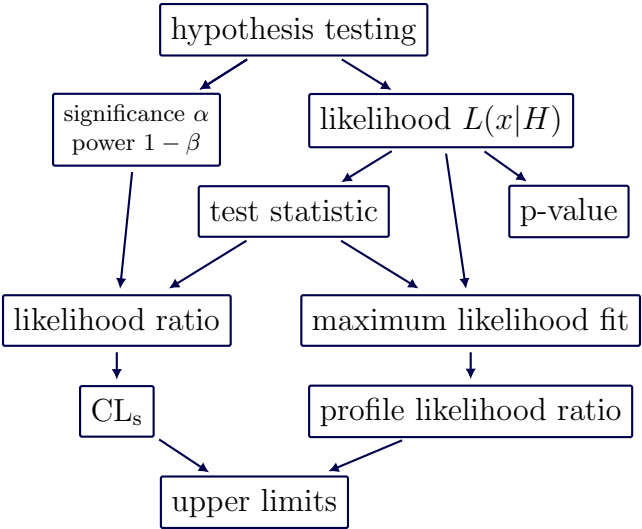 hypothesis testing
significance α
power 1 − β
likelihood L(x|H)
test statistic
p-value
likelihood ratio
maximum likelihood fit
CLₛ
profile likelihood ratio
upper limits